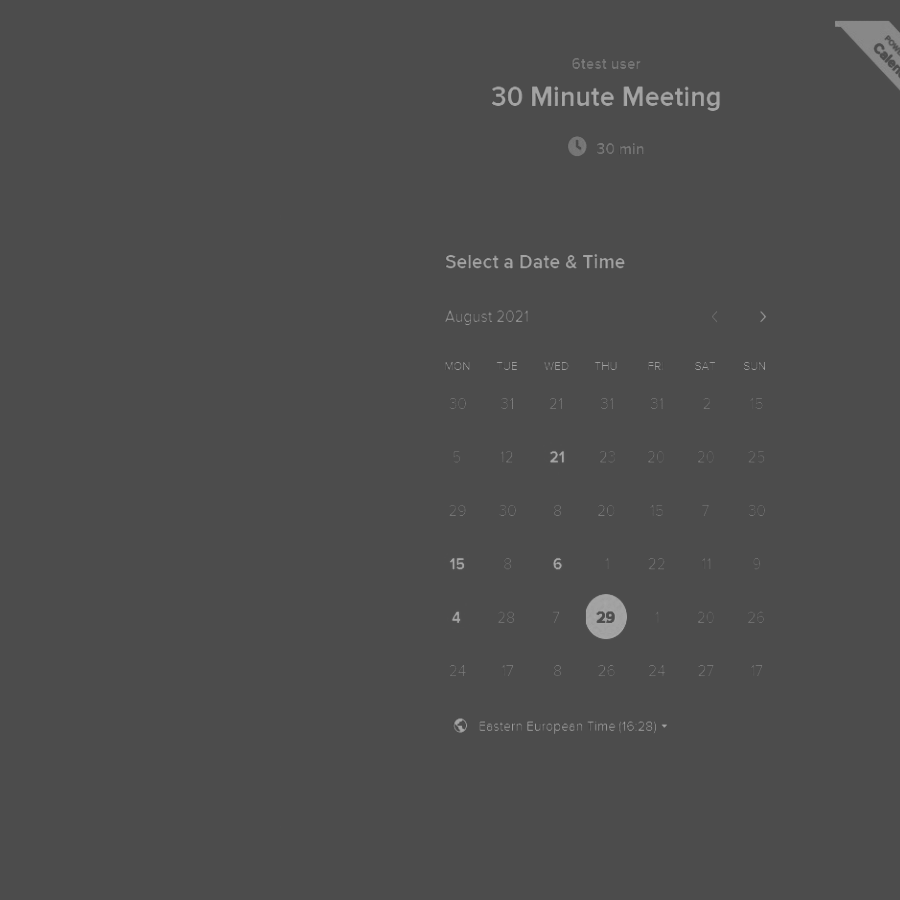 6test user
30 Minute Meeting
30 min
Select a Date & Time
August 2021
MON TUE WED THU FRI SAT SUN
30 31 21 31 31 2 15
5 12 21 23 20 20 25
29 30 8 20 15 7 30
15 8 6 1 22 11 9
4 28 7 29 1 20 26
24 17 8 26 24 27 17
Eastern European Time (16:28)